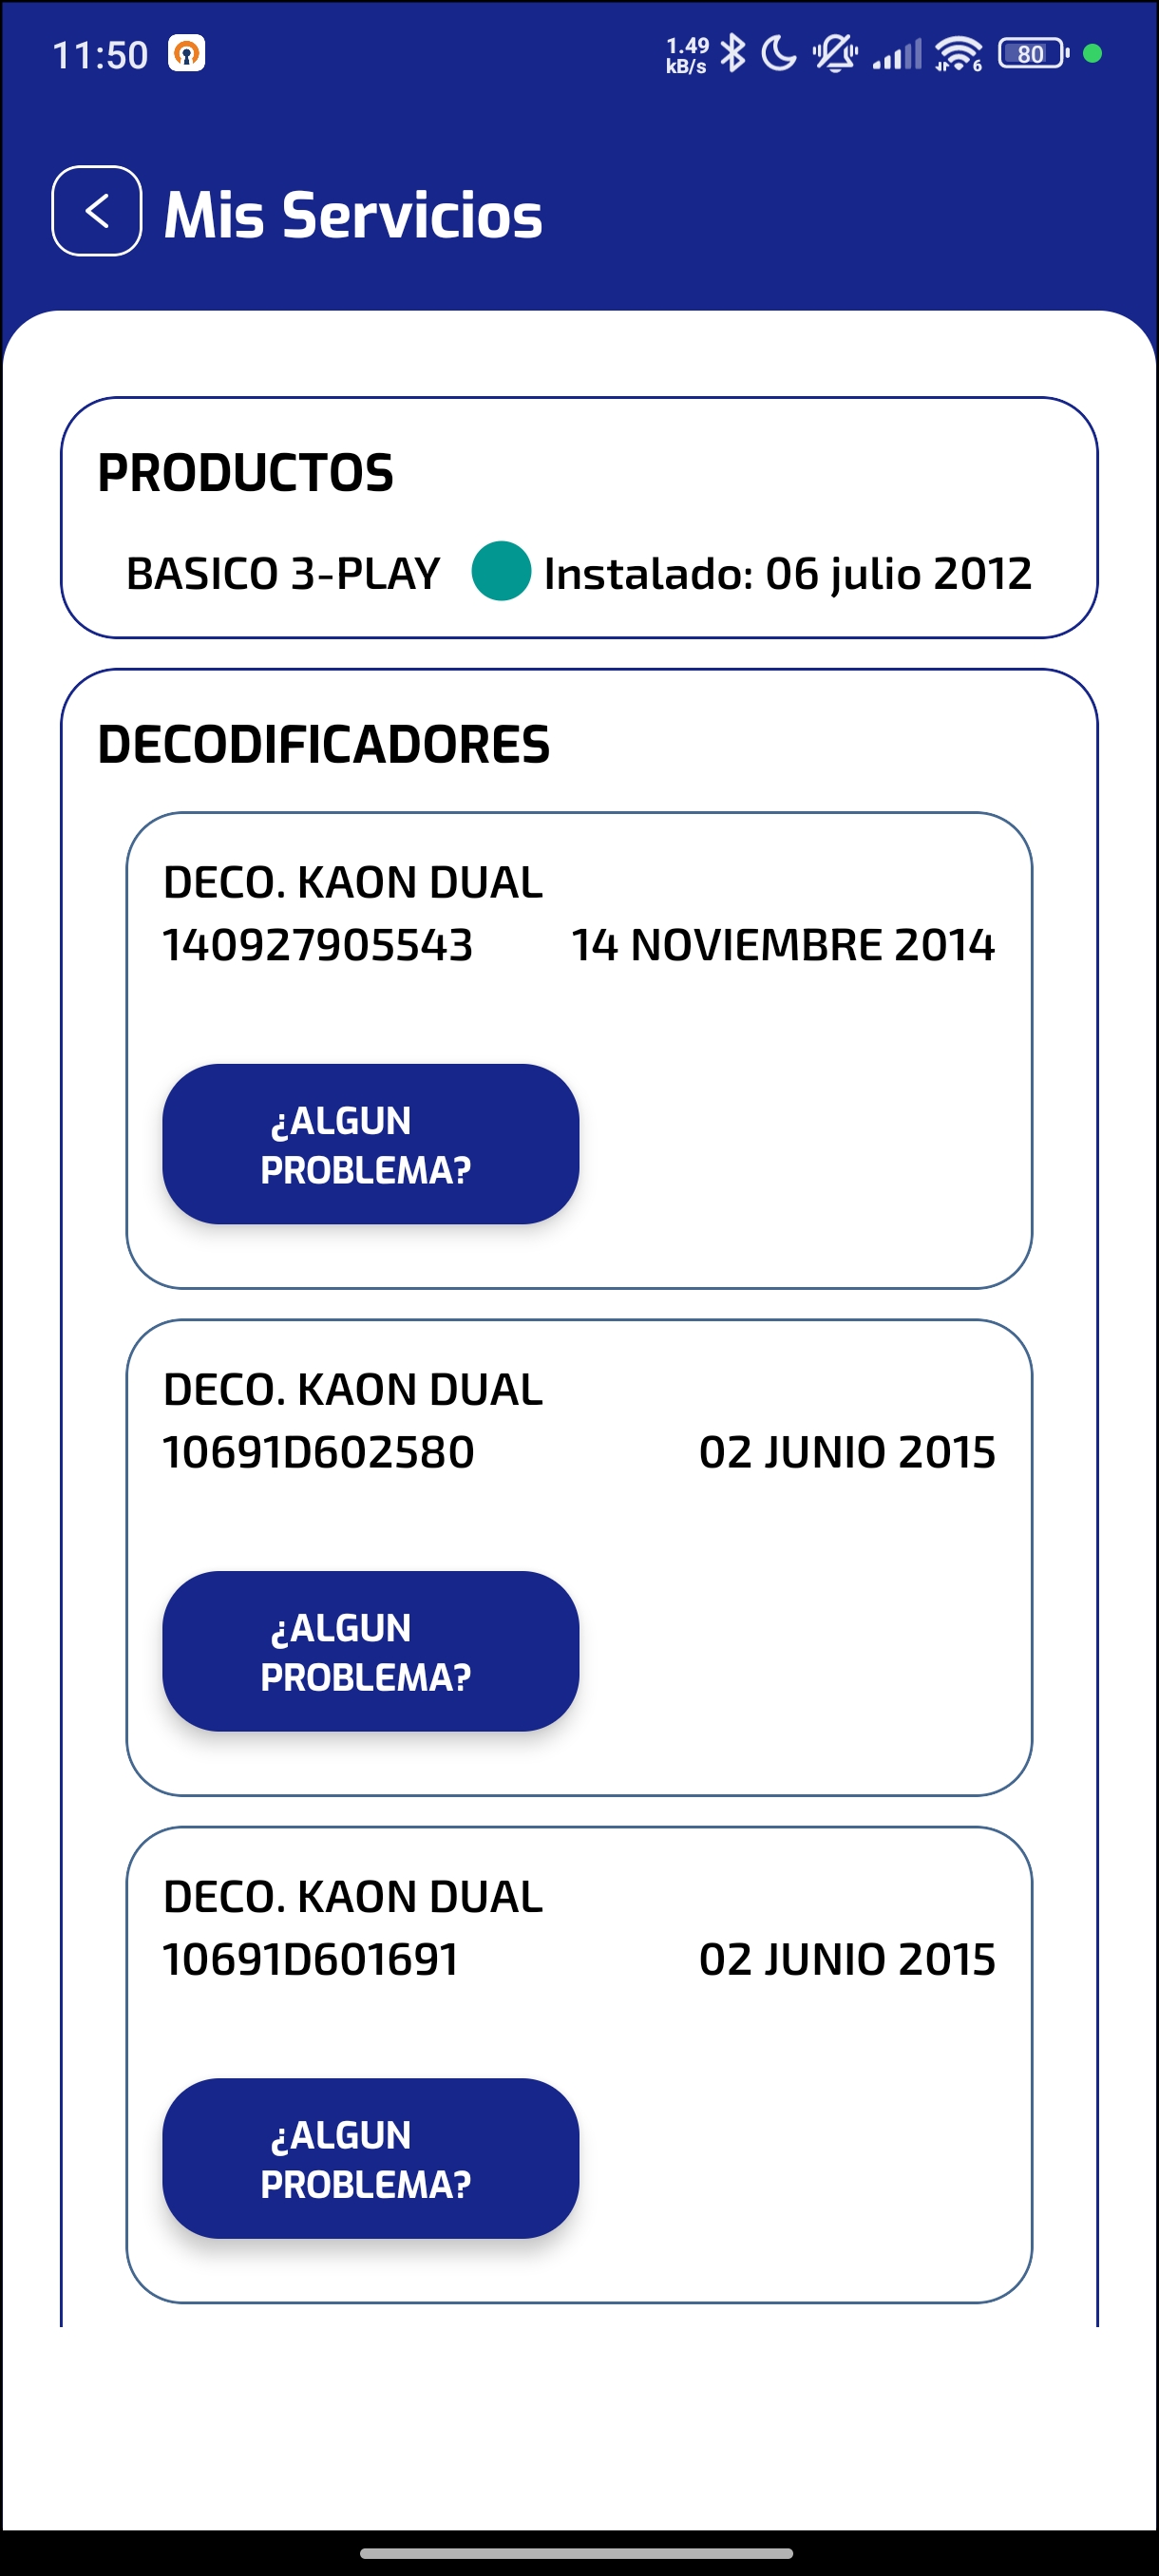 11:50
1.49
kB/s
6
80
Mis Servicios
PRODUCTOS
BASICO 3-PLAY Instalado: 06 julio 2012
DECODIFICADORES
DECO. KAON DUAL
140927905543 14 NOVIEMBRE 2014
¿ALGUN
PROBLEMA?
DECO. KAON DUAL
10691D602580 02 JUNIO 2015
¿ALGUN
PROBLEMA?
DECO. KAON DUAL
10691D601691 02 JUNIO 2015
¿ALGUN
PROBLEMA?